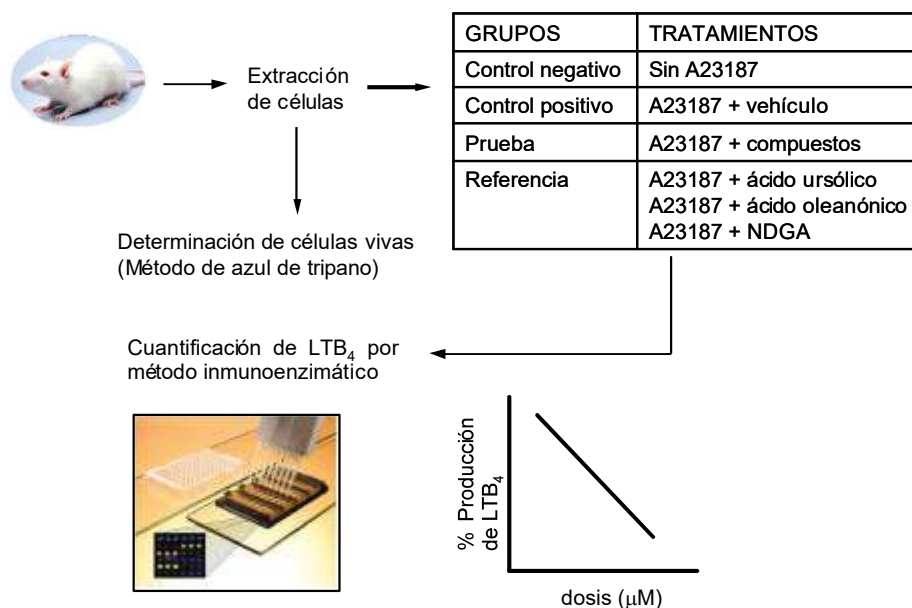 Extracción
de células
GRUPOS TRATAMIENTOS
Control negativo Sin A23187
Control positivo A23187 + vehículo
Prueba A23187 + compuestos
Referencia A23187 + ácido ursólico
A23187 + ácido oleanónico
A23187 + NDGA
Determinación de células vivas
(Método de azul de tripano)
Cuantificación de LTB₄ por
método inmunoenzimático
% Producción
de LTB₄
dosis (μM)